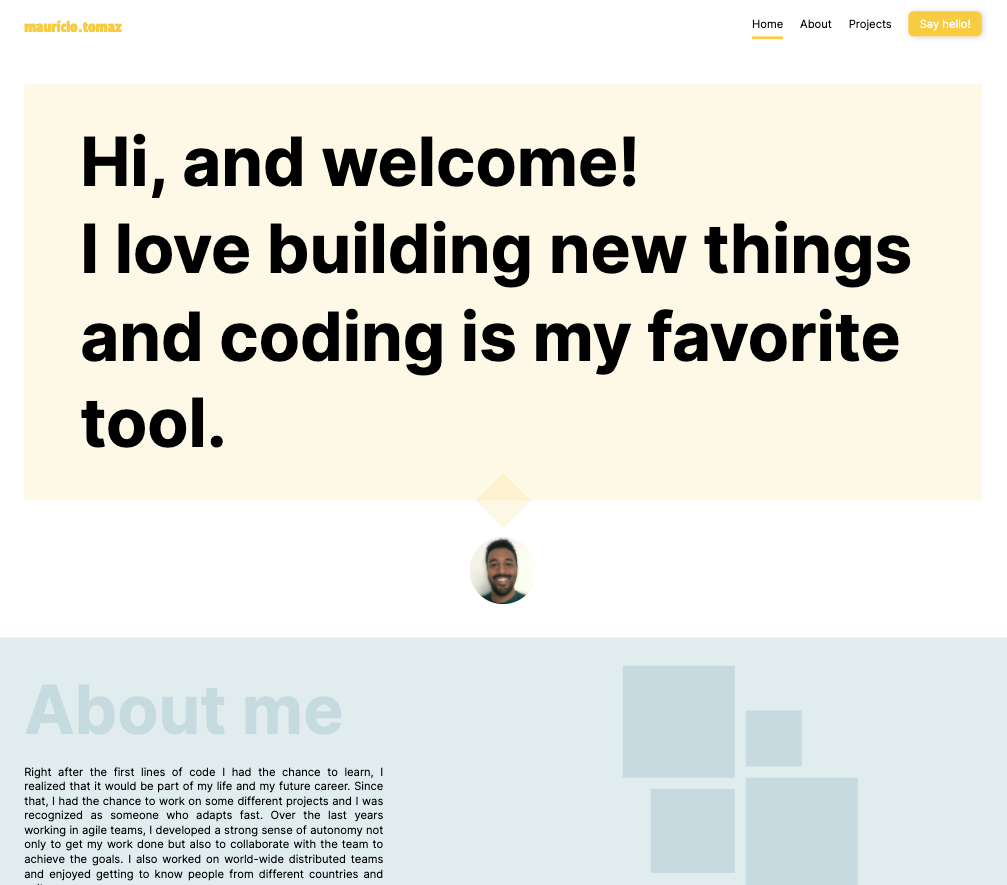 maurício.tomaz
Home About Projects Say hello!
Hi, and welcome!
I love building new things
and coding is my favorite
tool.
About me
Right after the first lines of code I had the chance to learn, I
realized that it would be part of my life and my future career. Since
that, I had the chance to work on some different projects and I was
recognized as someone who adapts fast. Over the last years
working in agile teams, I developed a strong sense of autonomy not
only to get my work done but also to collaborate with the team to
achieve the goals. I also worked on world-wide distributed teams
and enjoyed getting to know people from different countries and